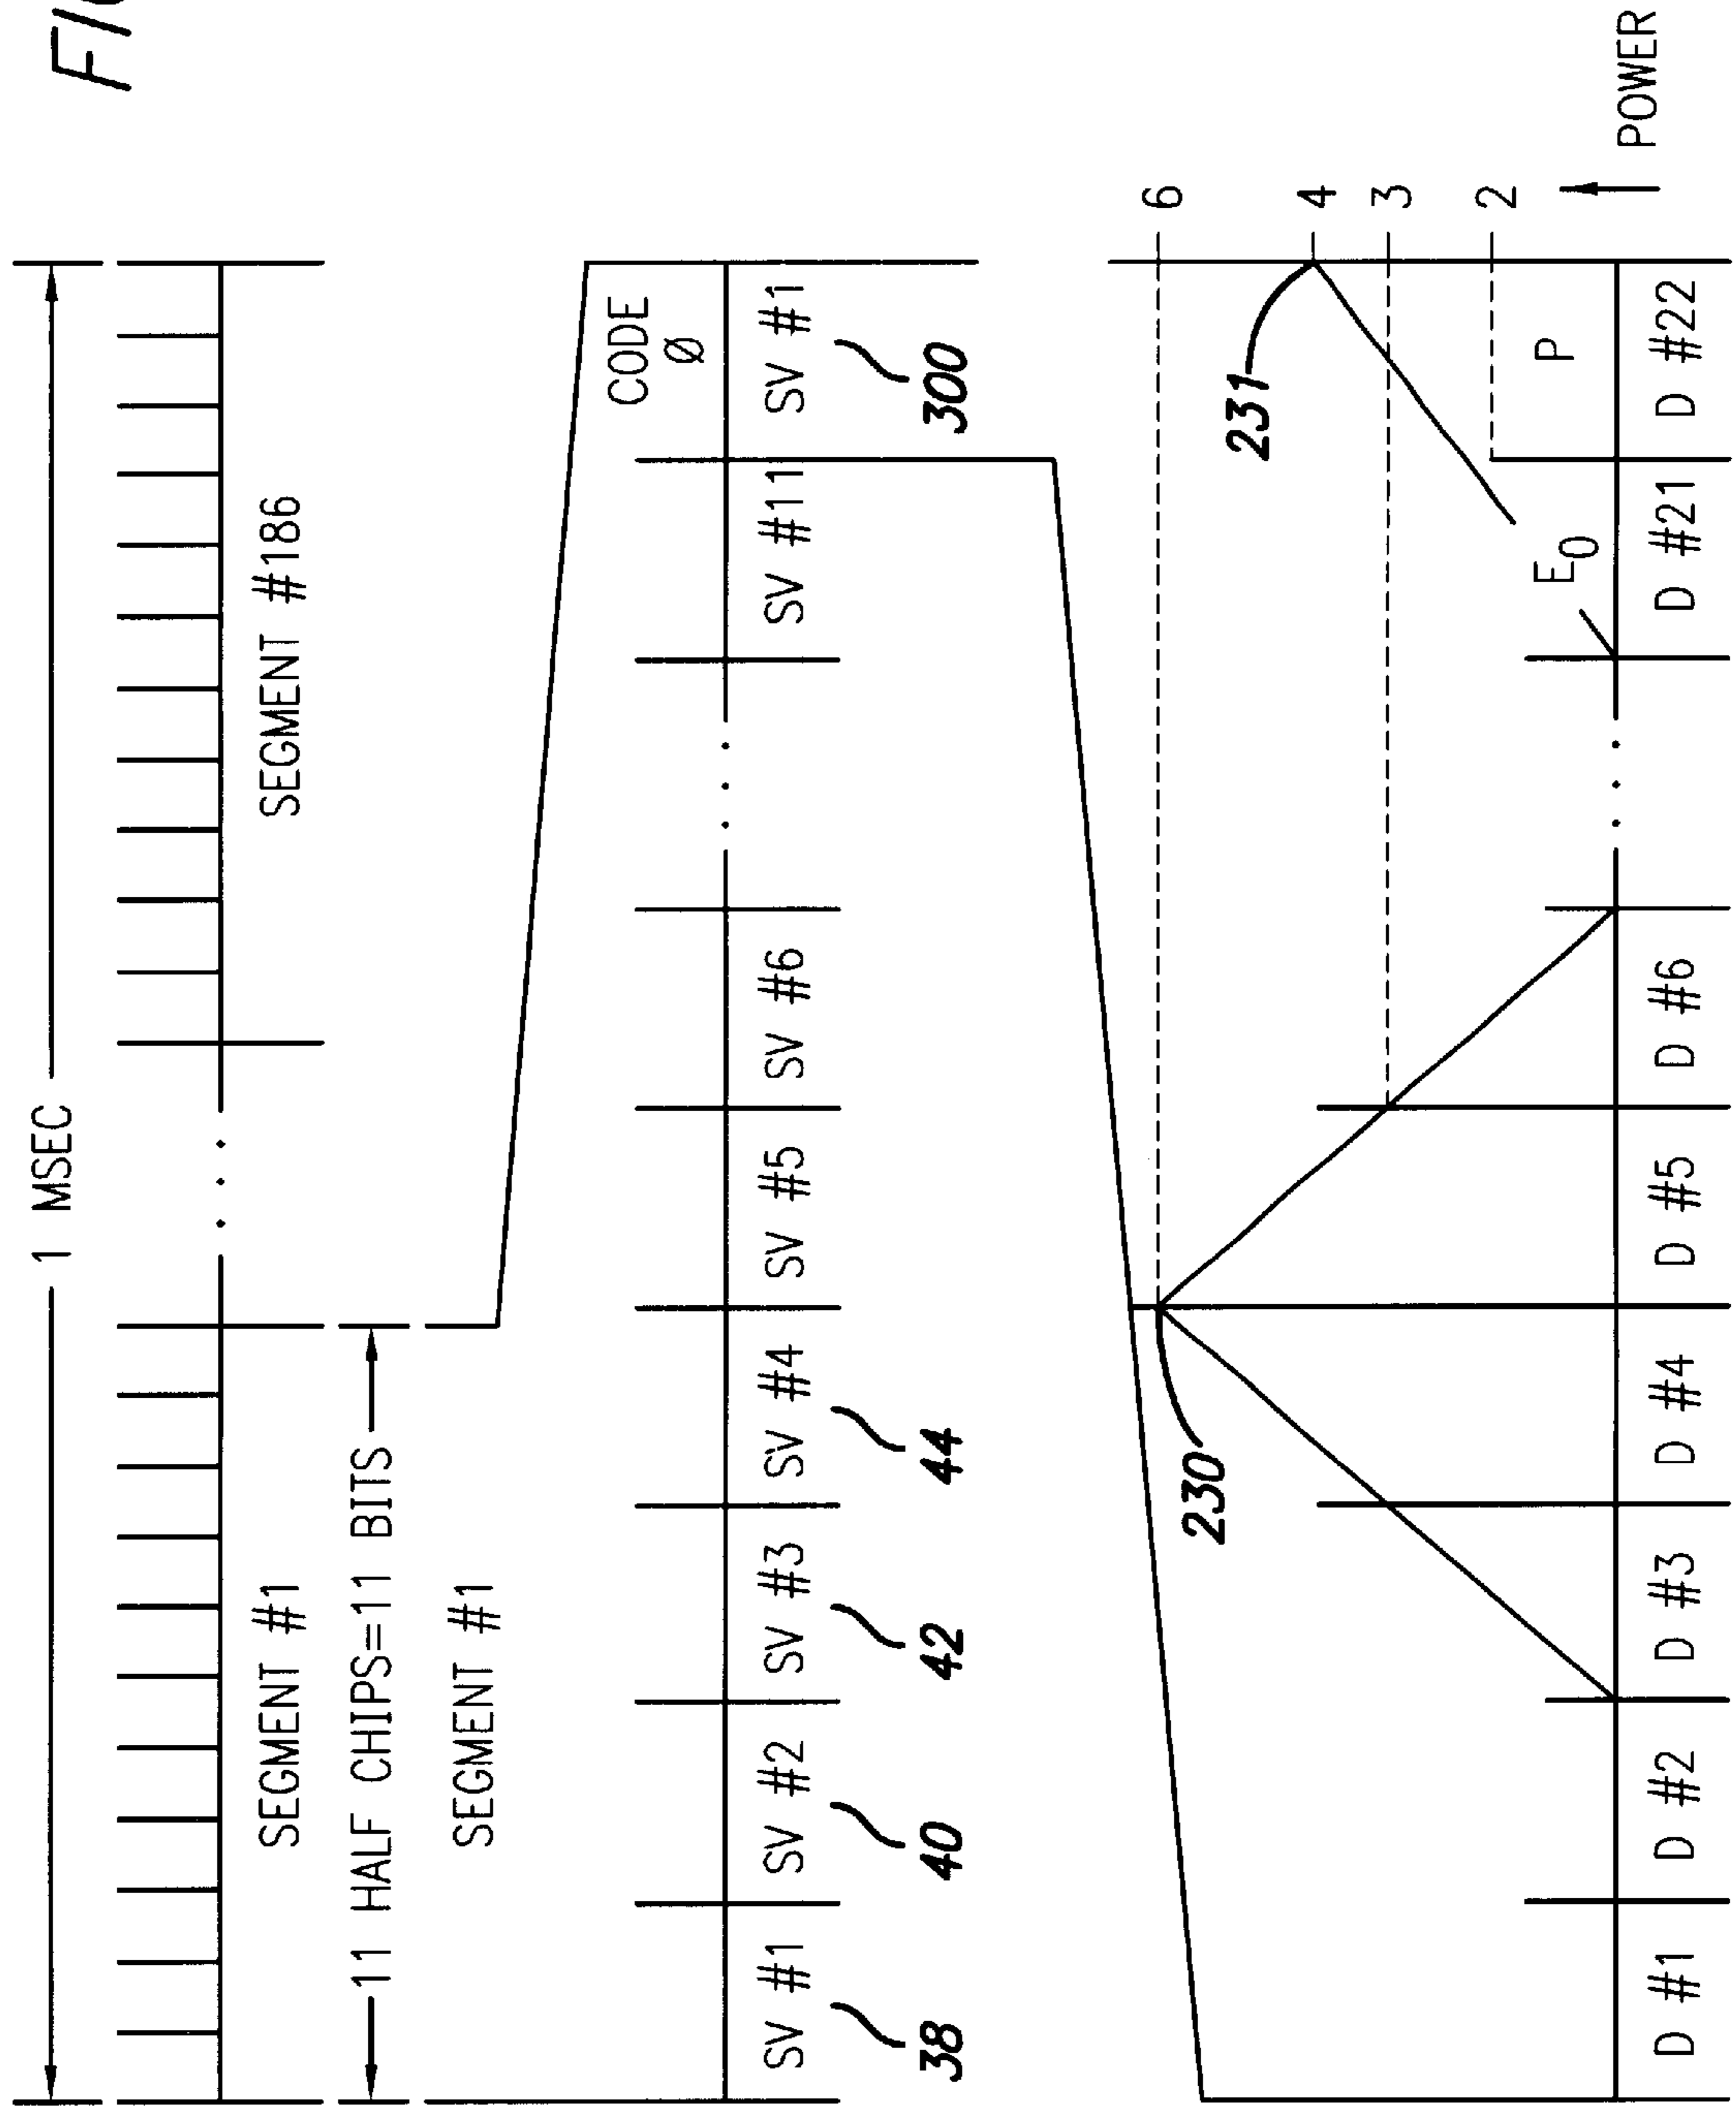 1 MSEC
SEGMENT #1
SEGMENT #186
11 HALF CHIPS=11 BITS
SEGMENT #1
CODE
Ø
SV #1
SV #2
SV #3
SV #4
SV #5
SV #6
. . .
SV #11
SV #1
38
40
42
44
300
230
231
6
4
3
2
E0
P
POWER
D #1
D #2
D #3
D #4
D #5
D #6
. . .
D #21
D #22